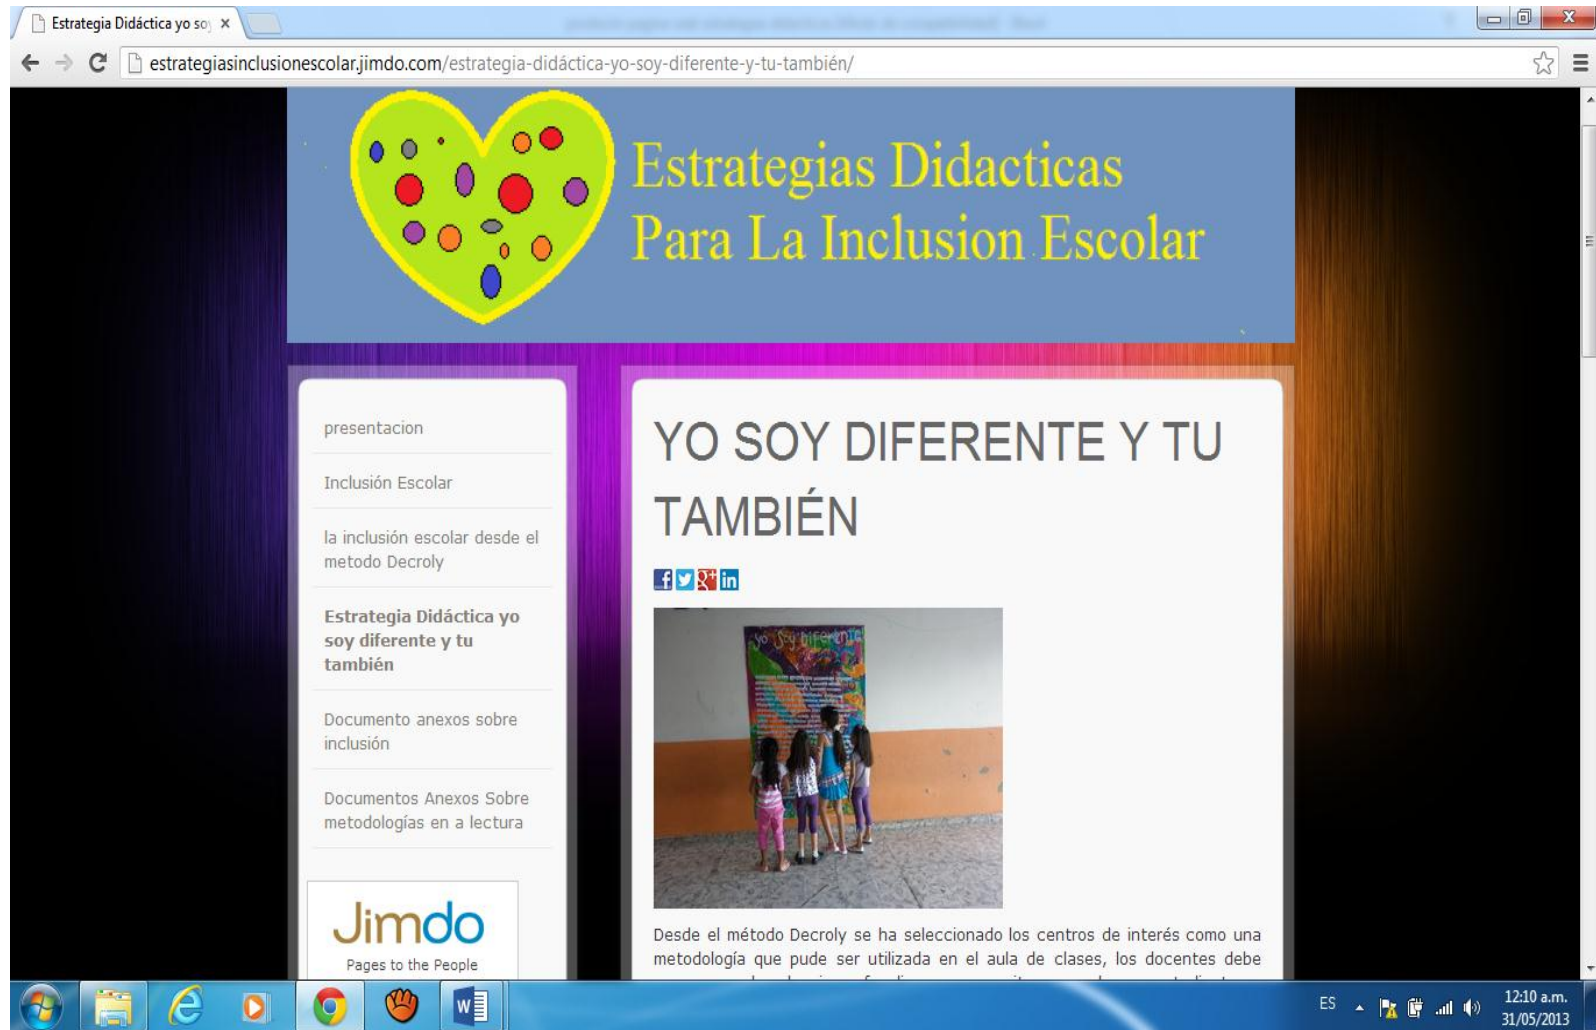 Estrategia Didáctica yo so
estrategiasinclusionescolar.jimdo.com/estrategia-didáctica-yo-soy-diferente-y-tu-también/
Estrategias Didacticas
Para La Inclusion Escolar
presentacion
Inclusión Escolar
la inclusión escolar desde el
metodo Decroly
Estrategia Didáctica yo
soy diferente y tu
también
Documento anexos sobre
inclusión
Documentos Anexos Sobre
metodologías en a lectura
Jimdo
Pages to the People
YO SOY DIFERENTE Y TU
TAMBIÉN
yo Soy diferente
Desde el método Decroly se ha seleccionado los centros de interés como una
metodología que pude ser utilizada en el aula de clases, los docentes debe
ES
12:10 a.m.
31/05/2013